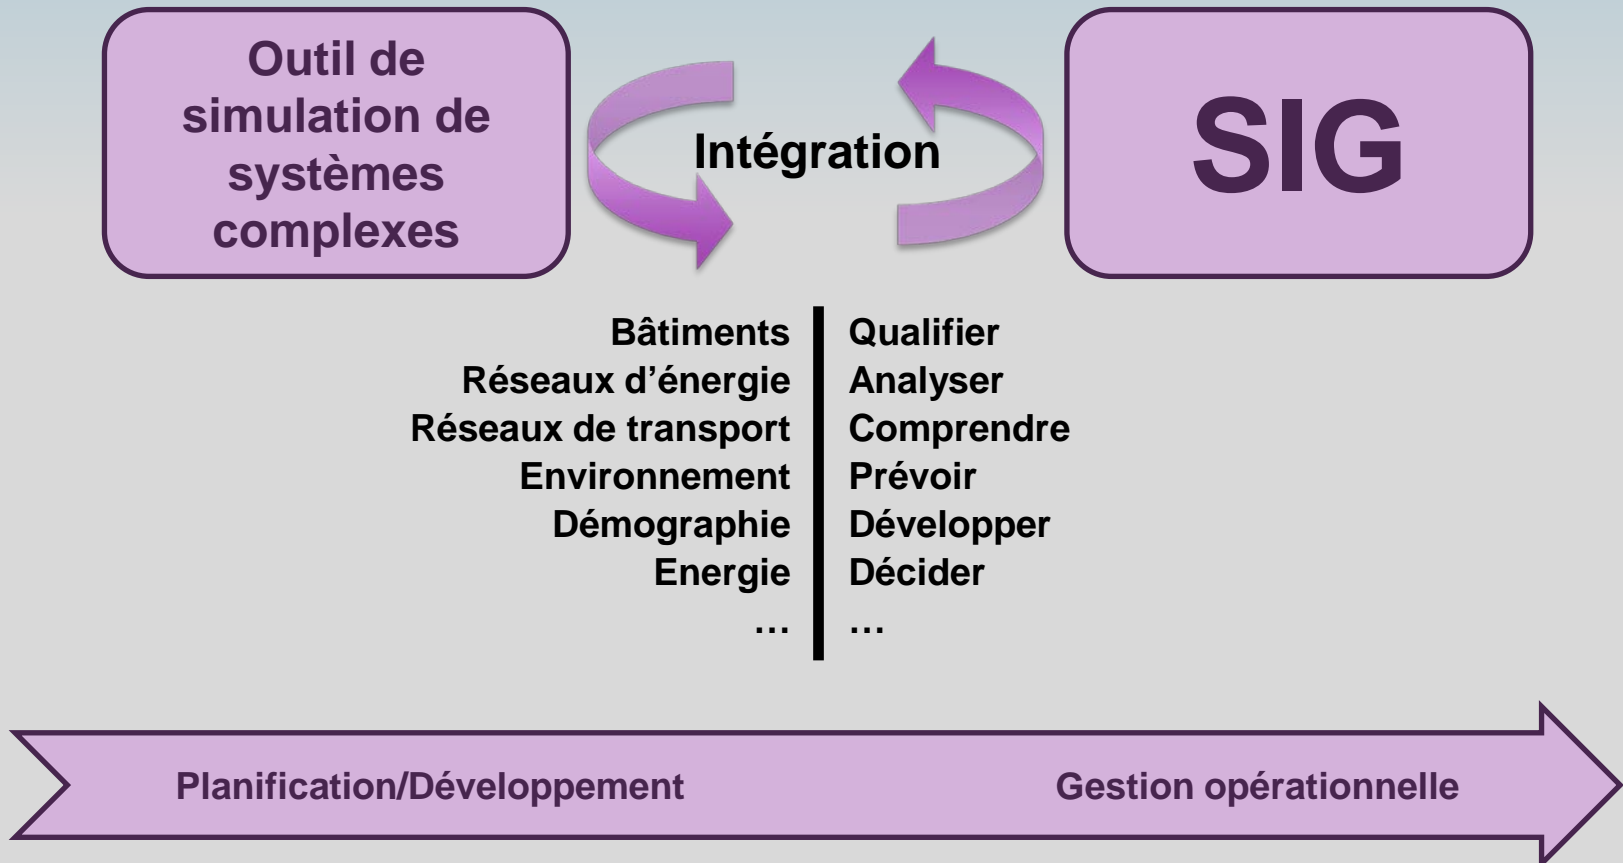 Outil de
simulation de
systèmes
complexes
Intégration
SIG
Bâtiments
Réseaux d’énergie
Réseaux de transport
Environnement
Démographie
Energie
…
Qualifier
Analyser
Comprendre
Prévoir
Développer
Décider
…
Planification/Développement
Gestion opérationnelle